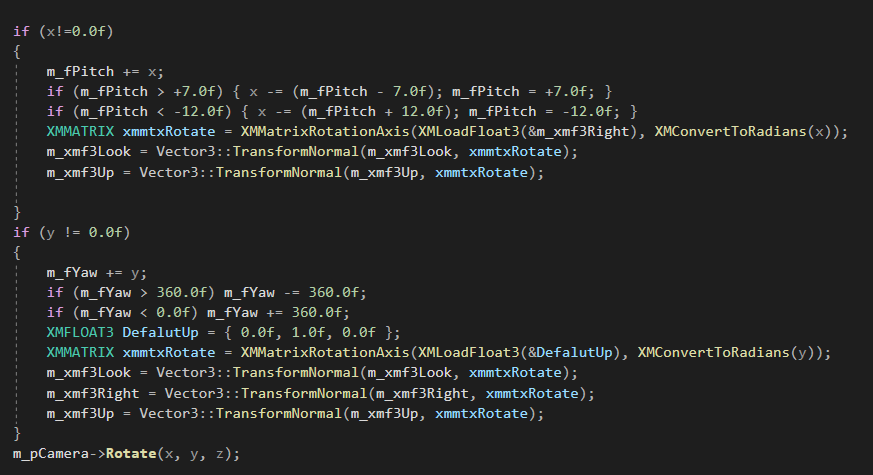 if (x!=0.0f)
{
m_fPitch += x;
if (m_fPitch > +7.0f) { x -= (m_fPitch - 7.0f); m_fPitch = +7.0f; }
if (m_fPitch < -12.0f) { x -= (m_fPitch + 12.0f); m_fPitch = -12.0f; }
XMMATRIX xmmtxRotate = XMMatrixRotationAxis(XMLoadFloat3(&m_xmf3Right), XMConvertToRadians(x));
m_xmf3Look = Vector3::TransformNormal(m_xmf3Look, xmmtxRotate);
m_xmf3Up = Vector3::TransformNormal(m_xmf3Up, xmmtxRotate);
}
if (y != 0.0f)
{
m_fYaw += y;
if (m_fYaw > 360.0f) m_fYaw -= 360.0f;
if (m_fYaw < 0.0f) m_fYaw += 360.0f;
XMFLOAT3 DefalutUp = { 0.0f, 1.0f, 0.0f };
XMMATRIX xmmtxRotate = XMMatrixRotationAxis(XMLoadFloat3(&DefalutUp), XMConvertToRadians(y));
m_xmf3Look = Vector3::TransformNormal(m_xmf3Look, xmmtxRotate);
m_xmf3Right = Vector3::TransformNormal(m_xmf3Right, xmmtxRotate);
m_xmf3Up = Vector3::TransformNormal(m_xmf3Up, xmmtxRotate);
}
m_pCamera->Rotate(x, y, z);